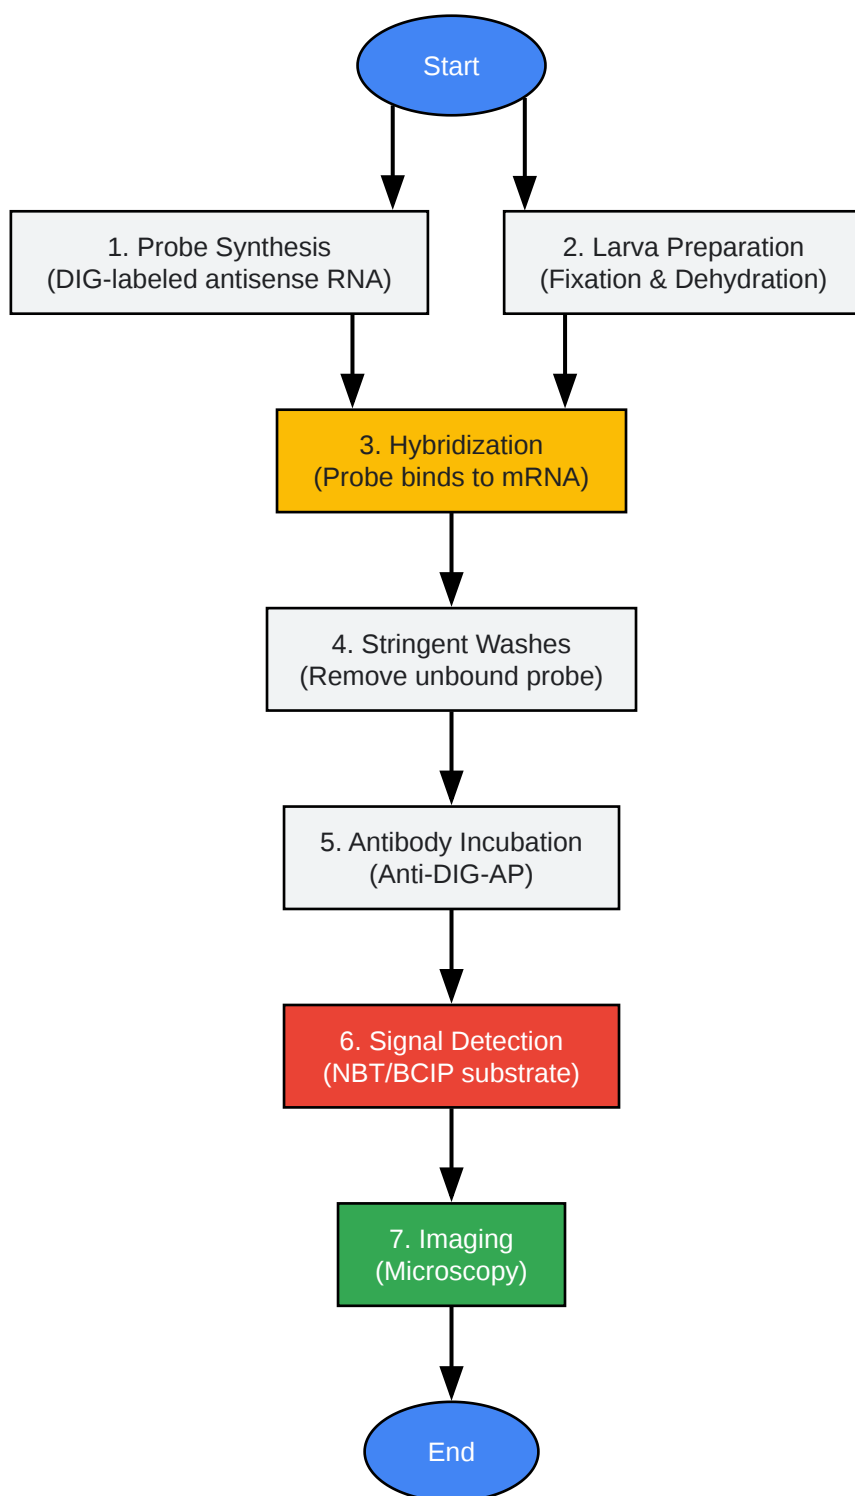 Start
1. Probe Synthesis
(DIG-labeled antisense RNA)
2. Larva Preparation
(Fixation & Dehydration)
3. Hybridization
(Probe binds to mRNA)
4. Stringent Washes
(Remove unbound probe)
5. Antibody Incubation
(Anti-DIG-AP)
6. Signal Detection
(NBT/BCIP substrate)
7. Imaging
(Microscopy)
End